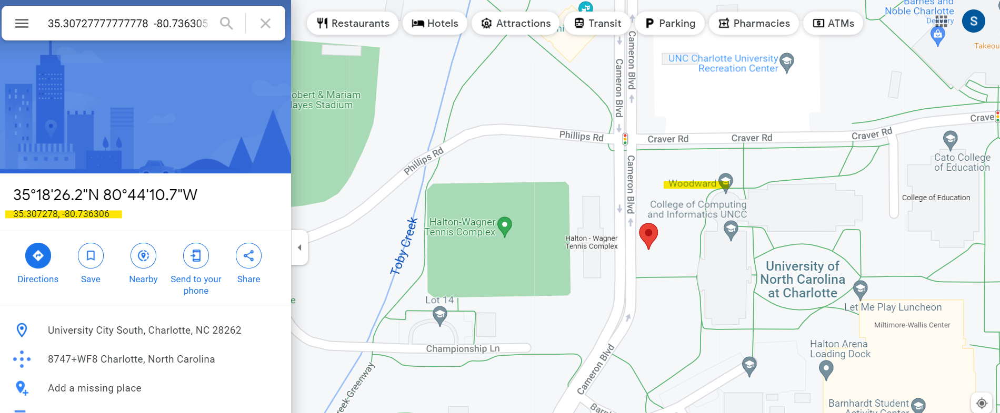 35.30727777777778 -80.736305
Restaurants
Hotels
Attractions
Transit
Parking
Pharmacies
ATMs
S
Barnes and
Noble Charlotte
Delivery
Takeou
UNC Charlotte University
Recreation Center
Cameron Blvd
Cameron Blvd
obert & Mariam
ayes Stadium
Phillips Rd
Craver Rd
Craver Rd
Craver Rd
Crave
Phillips Rd
Cameron Blvd
Cato College
of Education
College of Education
Woodward
College of Computing
and Informatics UNCC
35°18'26.2"N 80°44'10.7"W
35.307278, -80.736306
Halton-Wagner
Tennis Complex
Toby Creek
Halton - Wagner
Tennis Complex
Directions
Save
Nearby
Send to your
phone
Share
University of
North Carolina
at Charlotte
Let Me Play Luncheon
Miltimore-Wallis Center
Lot 14
e
Championship Ln
Cameron Blvd
reek-Greenway
Halton Arena
Loading Dock
Barnhardt Student
Activity Center
University City South, Charlotte, NC 28262
8747+WF8 Charlotte, North Carolina
Add a missing place